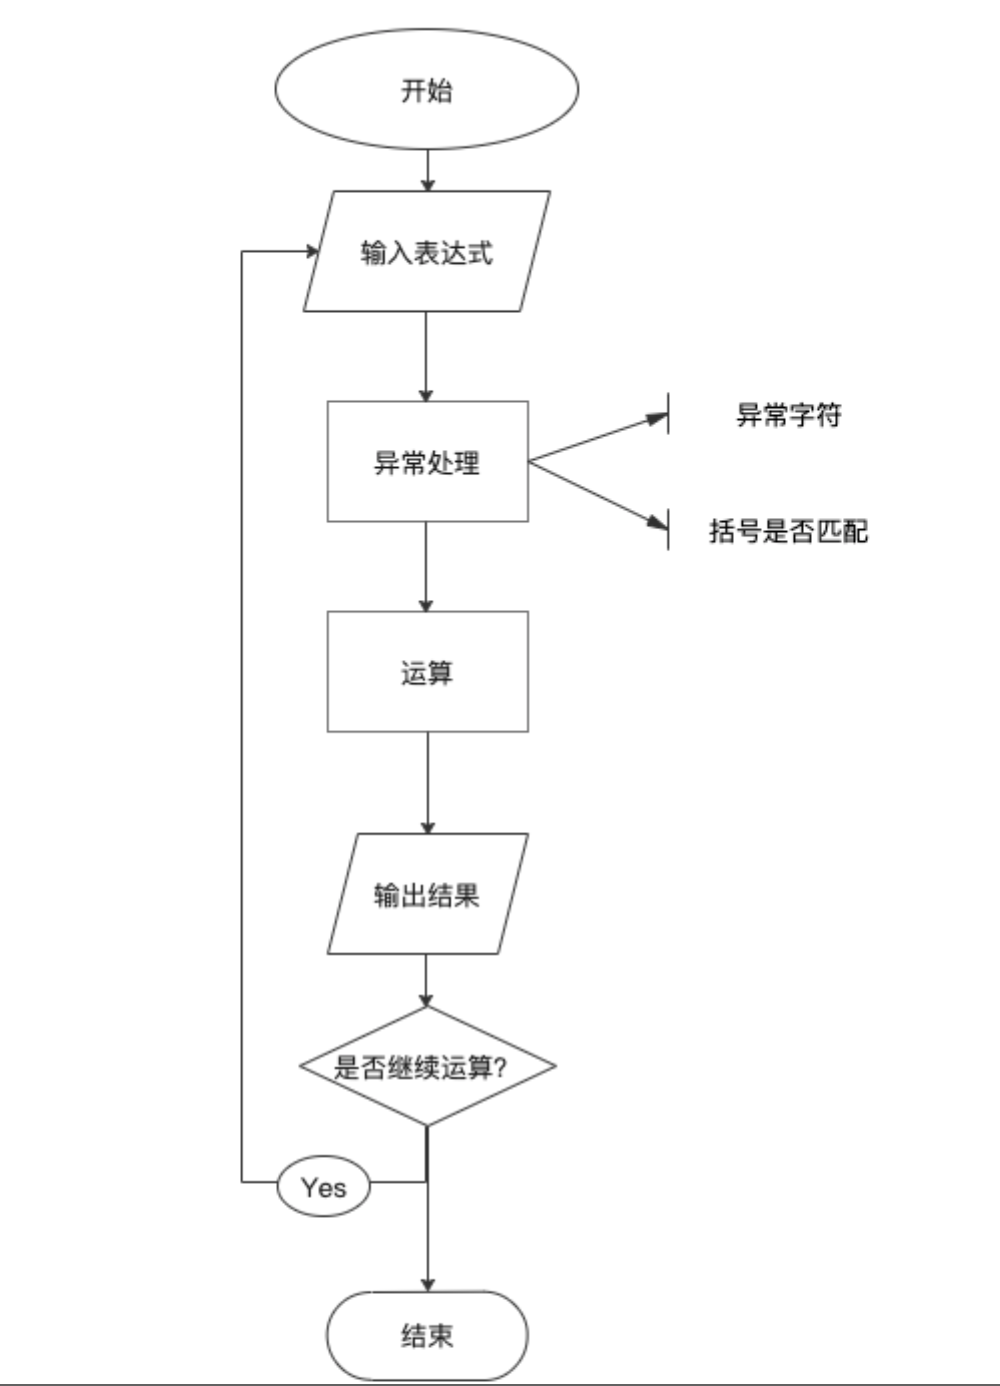 开始
输入表达式
异常处理
异常字符
括号是否匹配
运算
输出结果
是否继续运算?
Yes
结束